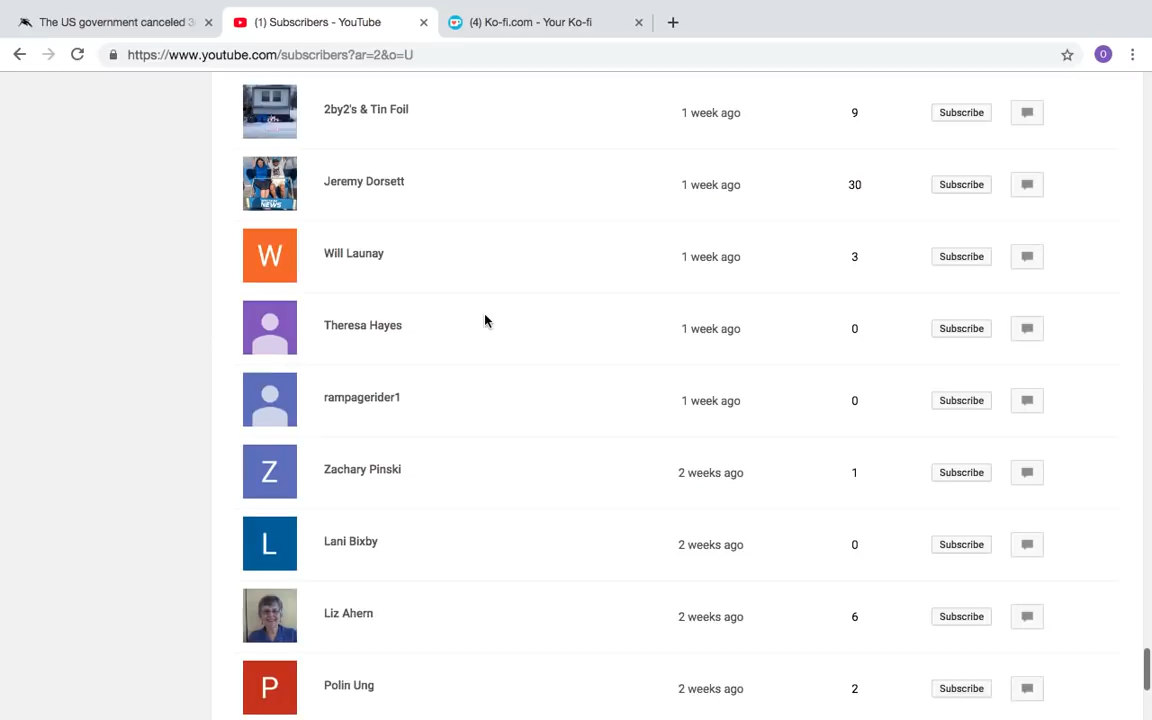 The US government canceled 3
(1) Subscribers - YouTube
(4) Ko-fi.com - Your Ko-fi
https://www.youtube.com/subscribers?ar=2&o=U
O
2by2's & Tin Foil 1 week ago 9 Subscribe
Jeremy Dorsett 1 week ago 30 Subscribe
NEWS
W Will Launay 1 week ago 3 Subscribe
Theresa Hayes 1 week ago 0 Subscribe
rampagerider1 1 week ago 0 Subscribe
Z Zachary Pinski 2 weeks ago 1 Subscribe
L Lani Bixby 2 weeks ago 0 Subscribe
Liz Ahern 2 weeks ago 6 Subscribe
P Polin Ung 2 weeks ago 2 Subscribe